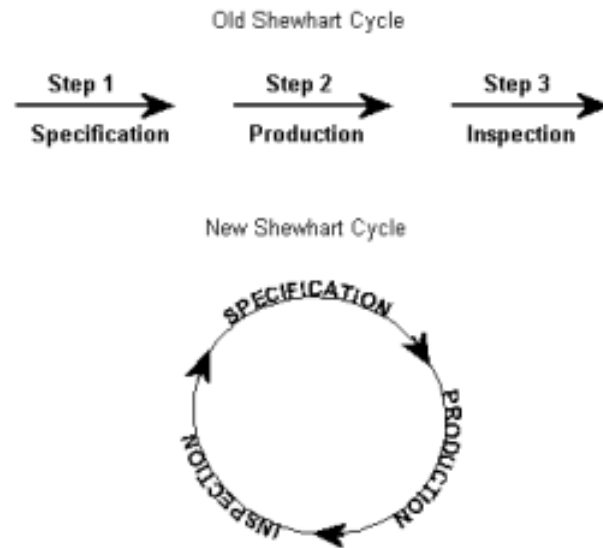 Old Shewhart Cycle
Step 1 Step 2 Step 3
Specification Production Inspection
New Shewhart Cycle
SPECIFICATION
PRODUCTION
INSPECTION